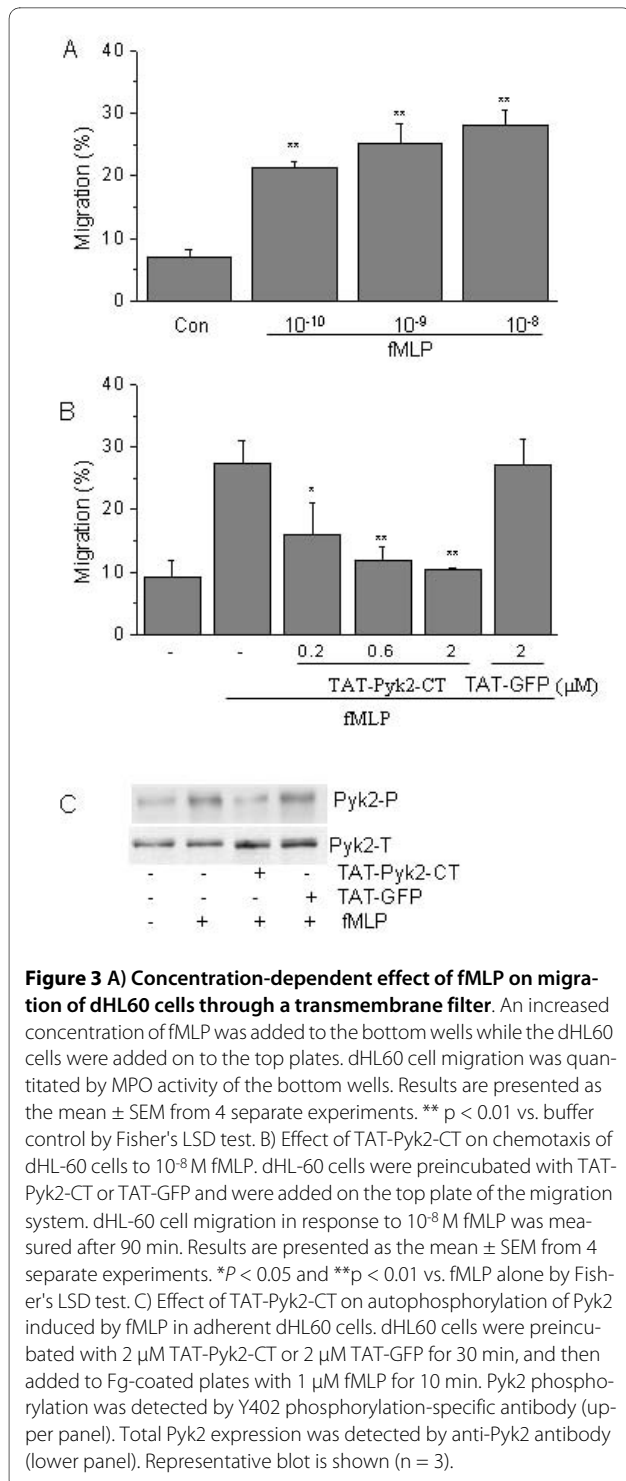 A
40
30
20
10
0
Migration (%)
**
**
**
Con
10-10
10-9
10-8
fMLP
B
40
30
20
10
0
Migration (%)
*
**
**
-
-
0.2
0.6
2
2
TAT-Pyk2-CT
TAT-GFP (μM)
fMLP
C
Pyk2-P
Pyk2-T
- - + - TAT-Pyk2-CT
- - - + TAT-GFP
- + + + fMLP
Figure 3 A) Concentration-dependent effect of fMLP on migra-
tion of dHL60 cells through a transmembrane filter. An increased
concentration of fMLP was added to the bottom wells while the dHL60
cells were added on to the top plates. dHL60 cell migration was quan-
titated by MPO activity of the bottom wells. Results are presented as
the mean ± SEM from 4 separate experiments. ** p < 0.01 vs. buffer
control by Fisher's LSD test. B) Effect of TAT-Pyk2-CT on chemotaxis of
dHL-60 cells to 10-8 M fMLP. dHL-60 cells were preincubated with TAT-
Pyk2-CT or TAT-GFP and were added on the top plate of the migration
system. dHL-60 cell migration in response to 10-8 M fMLP was mea-
sured after 90 min. Results are presented as the mean ± SEM from 4
separate experiments. *P < 0.05 and **p < 0.01 vs. fMLP alone by Fish-
er's LSD test. C) Effect of TAT-Pyk2-CT on autophosphorylation of Pyk2
induced by fMLP in adherent dHL60 cells. dHL60 cells were preincu-
bated with 2 μM TAT-Pyk2-CT or 2 μM TAT-GFP for 30 min, and then
added to Fg-coated plates with 1 μM fMLP for 10 min. Pyk2 phospho-
rylation was detected by Y402 phosphorylation-specific antibody (up-
per panel). Total Pyk2 expression was detected by anti-Pyk2 antibody
(lower panel). Representative blot is shown (n = 3).